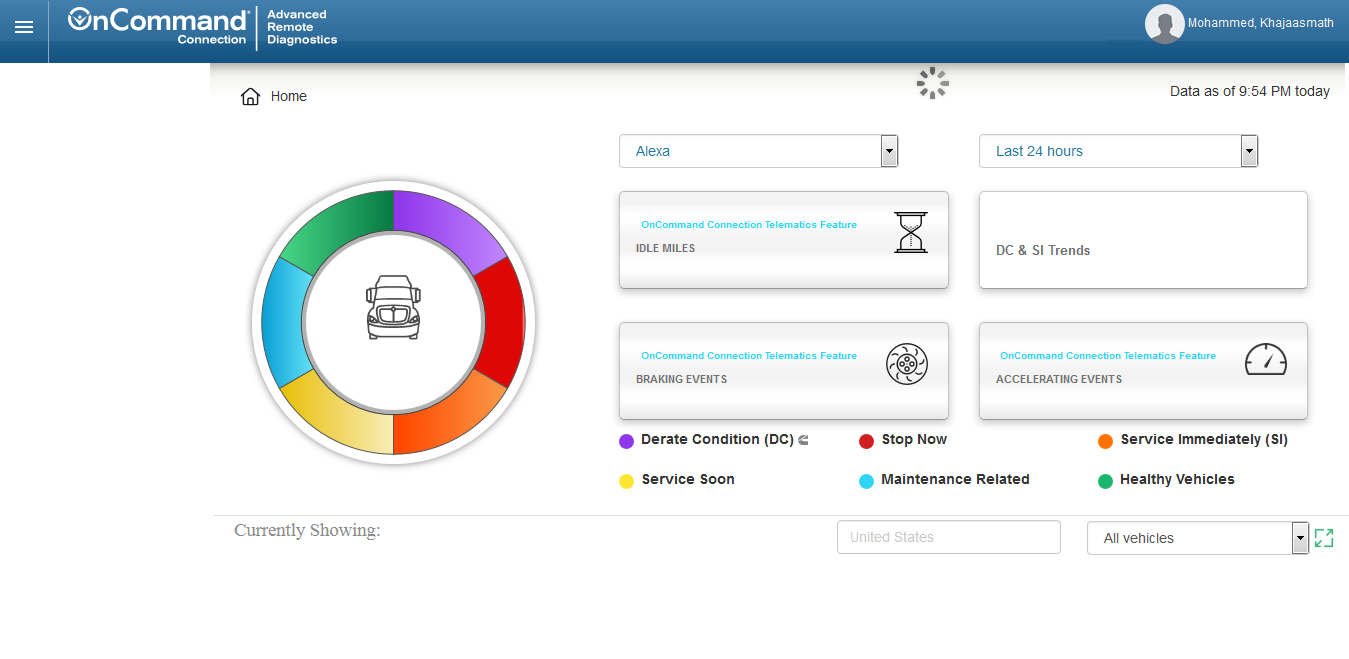 OnCommand
Connection
Advanced
Remote
Diagnostics
Mohammed, Khajaasmath
Home
Data as of 9:54 PM today
Alexa
Last 24 hours
OnCommand Connection Telematics Feature
IDLE MILES
DC & SI Trends
OnCommand Connection Telematics Feature
BRAKING EVENTS
OnCommand Connection Telematics Feature
ACCELERATING EVENTS
Derate Condition (DC)
Stop Now
Service Immediately (SI)
Service Soon
Maintenance Related
Healthy Vehicles
Currently Showing:
United States
All vehicles